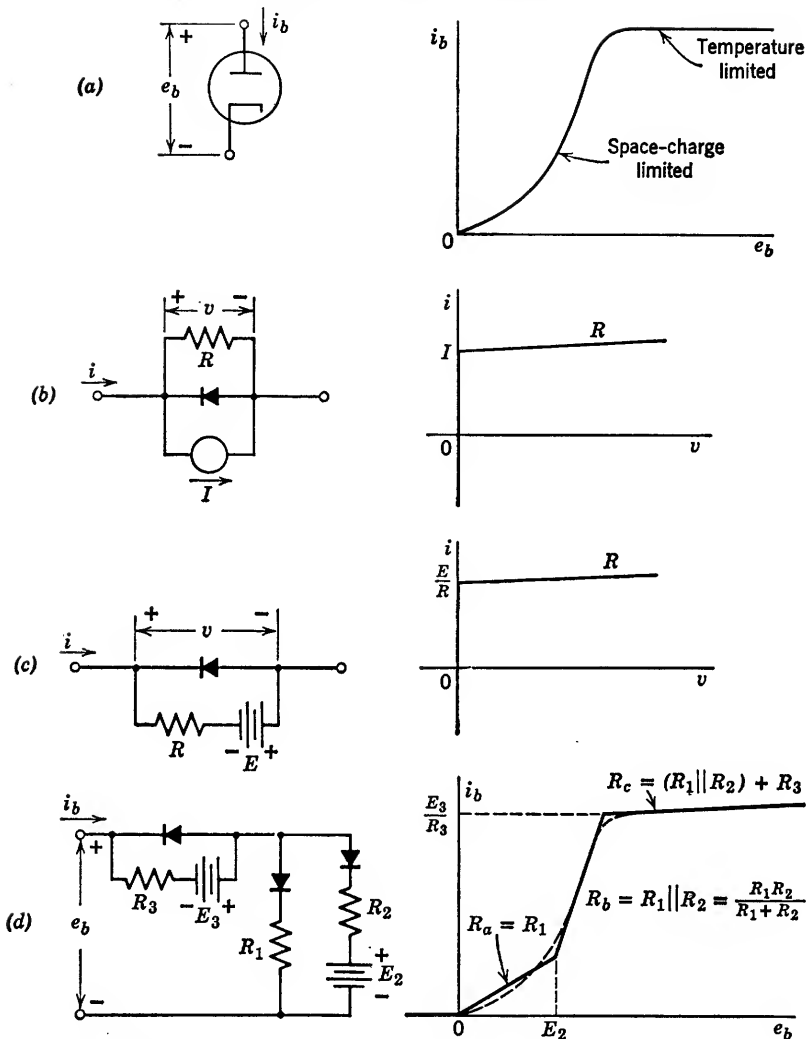 (a)
+
i_b
e_b
−
i_b
Temperature
limited
Space-charge
limited
0
e_b
+ v −
R
i
(b)
I
i
I
R
0
v
+ v −
i
(c)
R
− E +
i
E/R
R
0
v
(d)
i_b
+
e_b
−
R_3
− E_3 +
R_1
R_2
+
E_2
−
i_b
E_3/R_3
R_c = (R_1||R_2) + R_3
R_b = R_1||R_2 = R_1R_2/(R_1 + R_2)
R_a = R_1
0
E_2
e_b